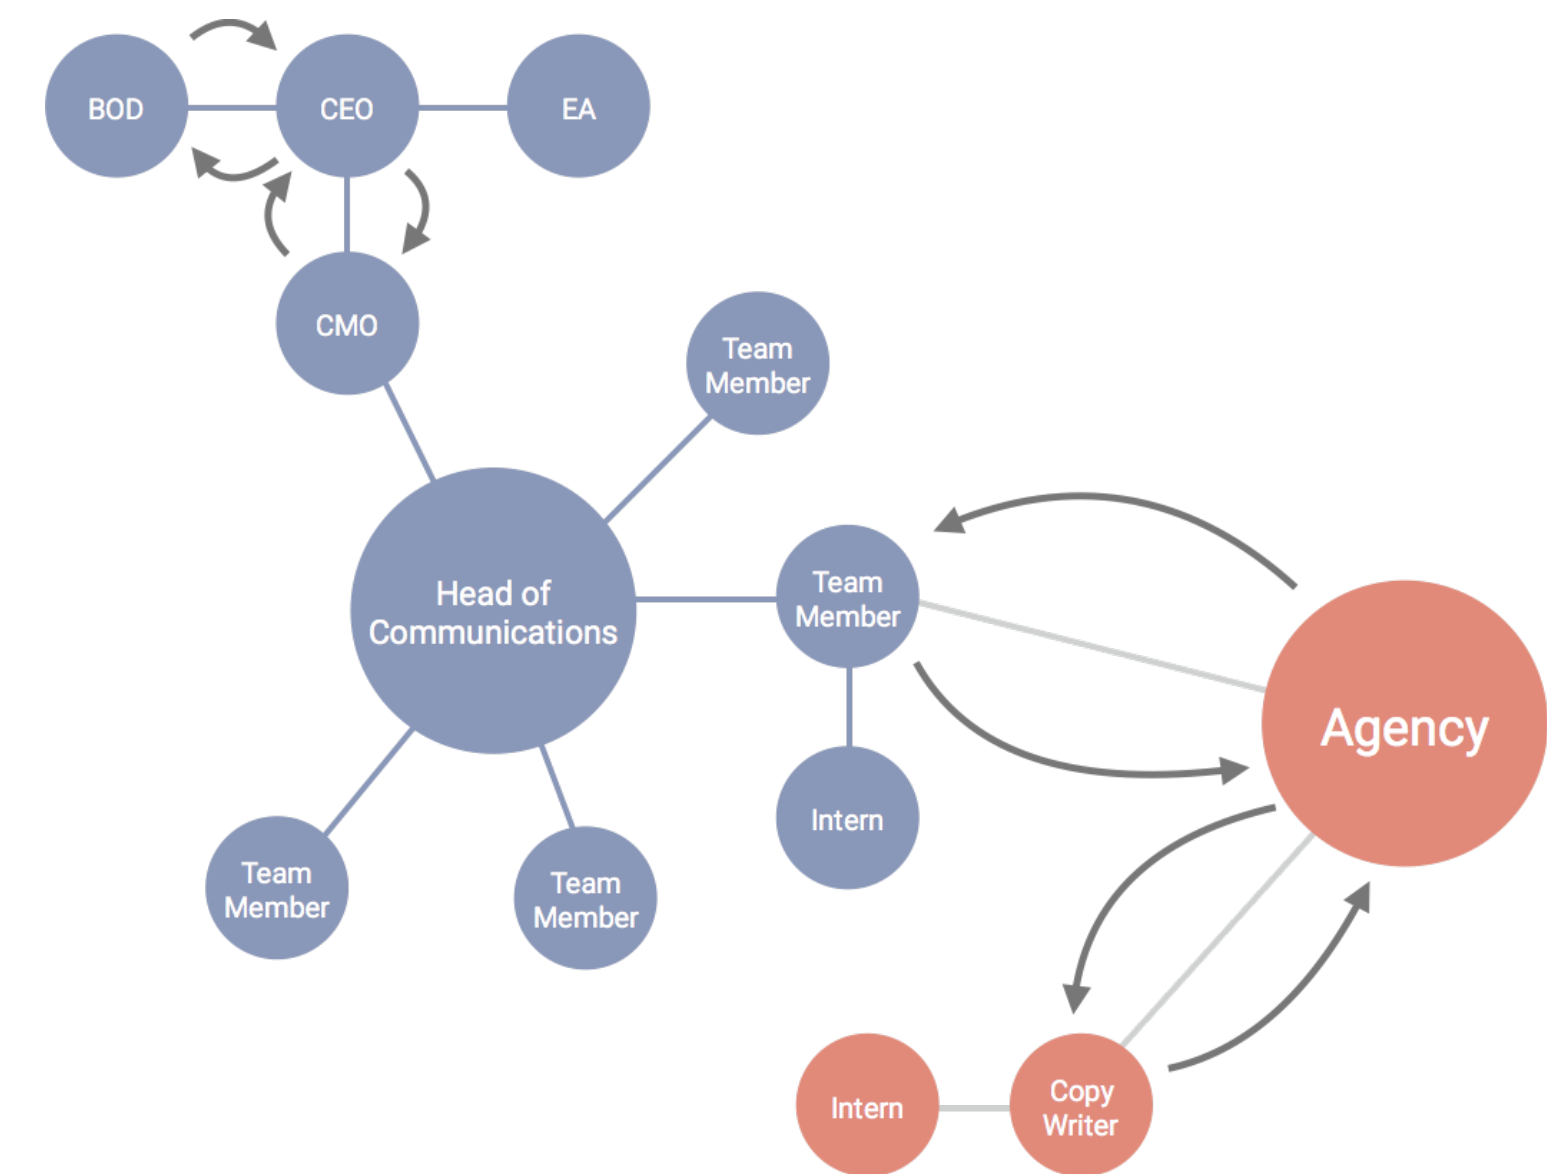 BOD
CEO
EA
CMO
Team
Member
Head of
Communications
Team
Member
Agency
Intern
Team
Member
Team
Member
Intern
Copy
Writer